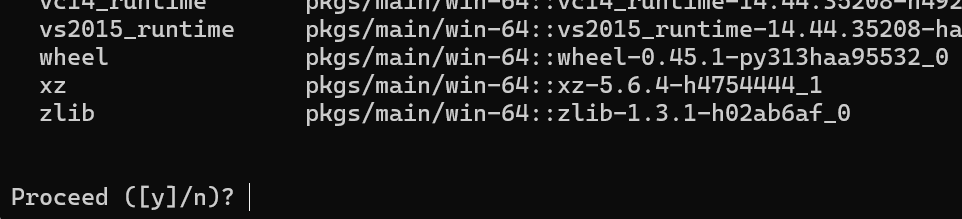 vc14_runtime pkgs/main/win-64::vc14_runtime-14.44.35208-h492
vs2015_runtime pkgs/main/win-64::vs2015_runtime-14.44.35208-ha
wheel pkgs/main/win-64::wheel-0.45.1-py313haa95532_0
xz pkgs/main/win-64::xz-5.6.4-h4754444_1
zlib pkgs/main/win-64::zlib-1.3.1-h02ab6af_0
Proceed ([y]/n)?